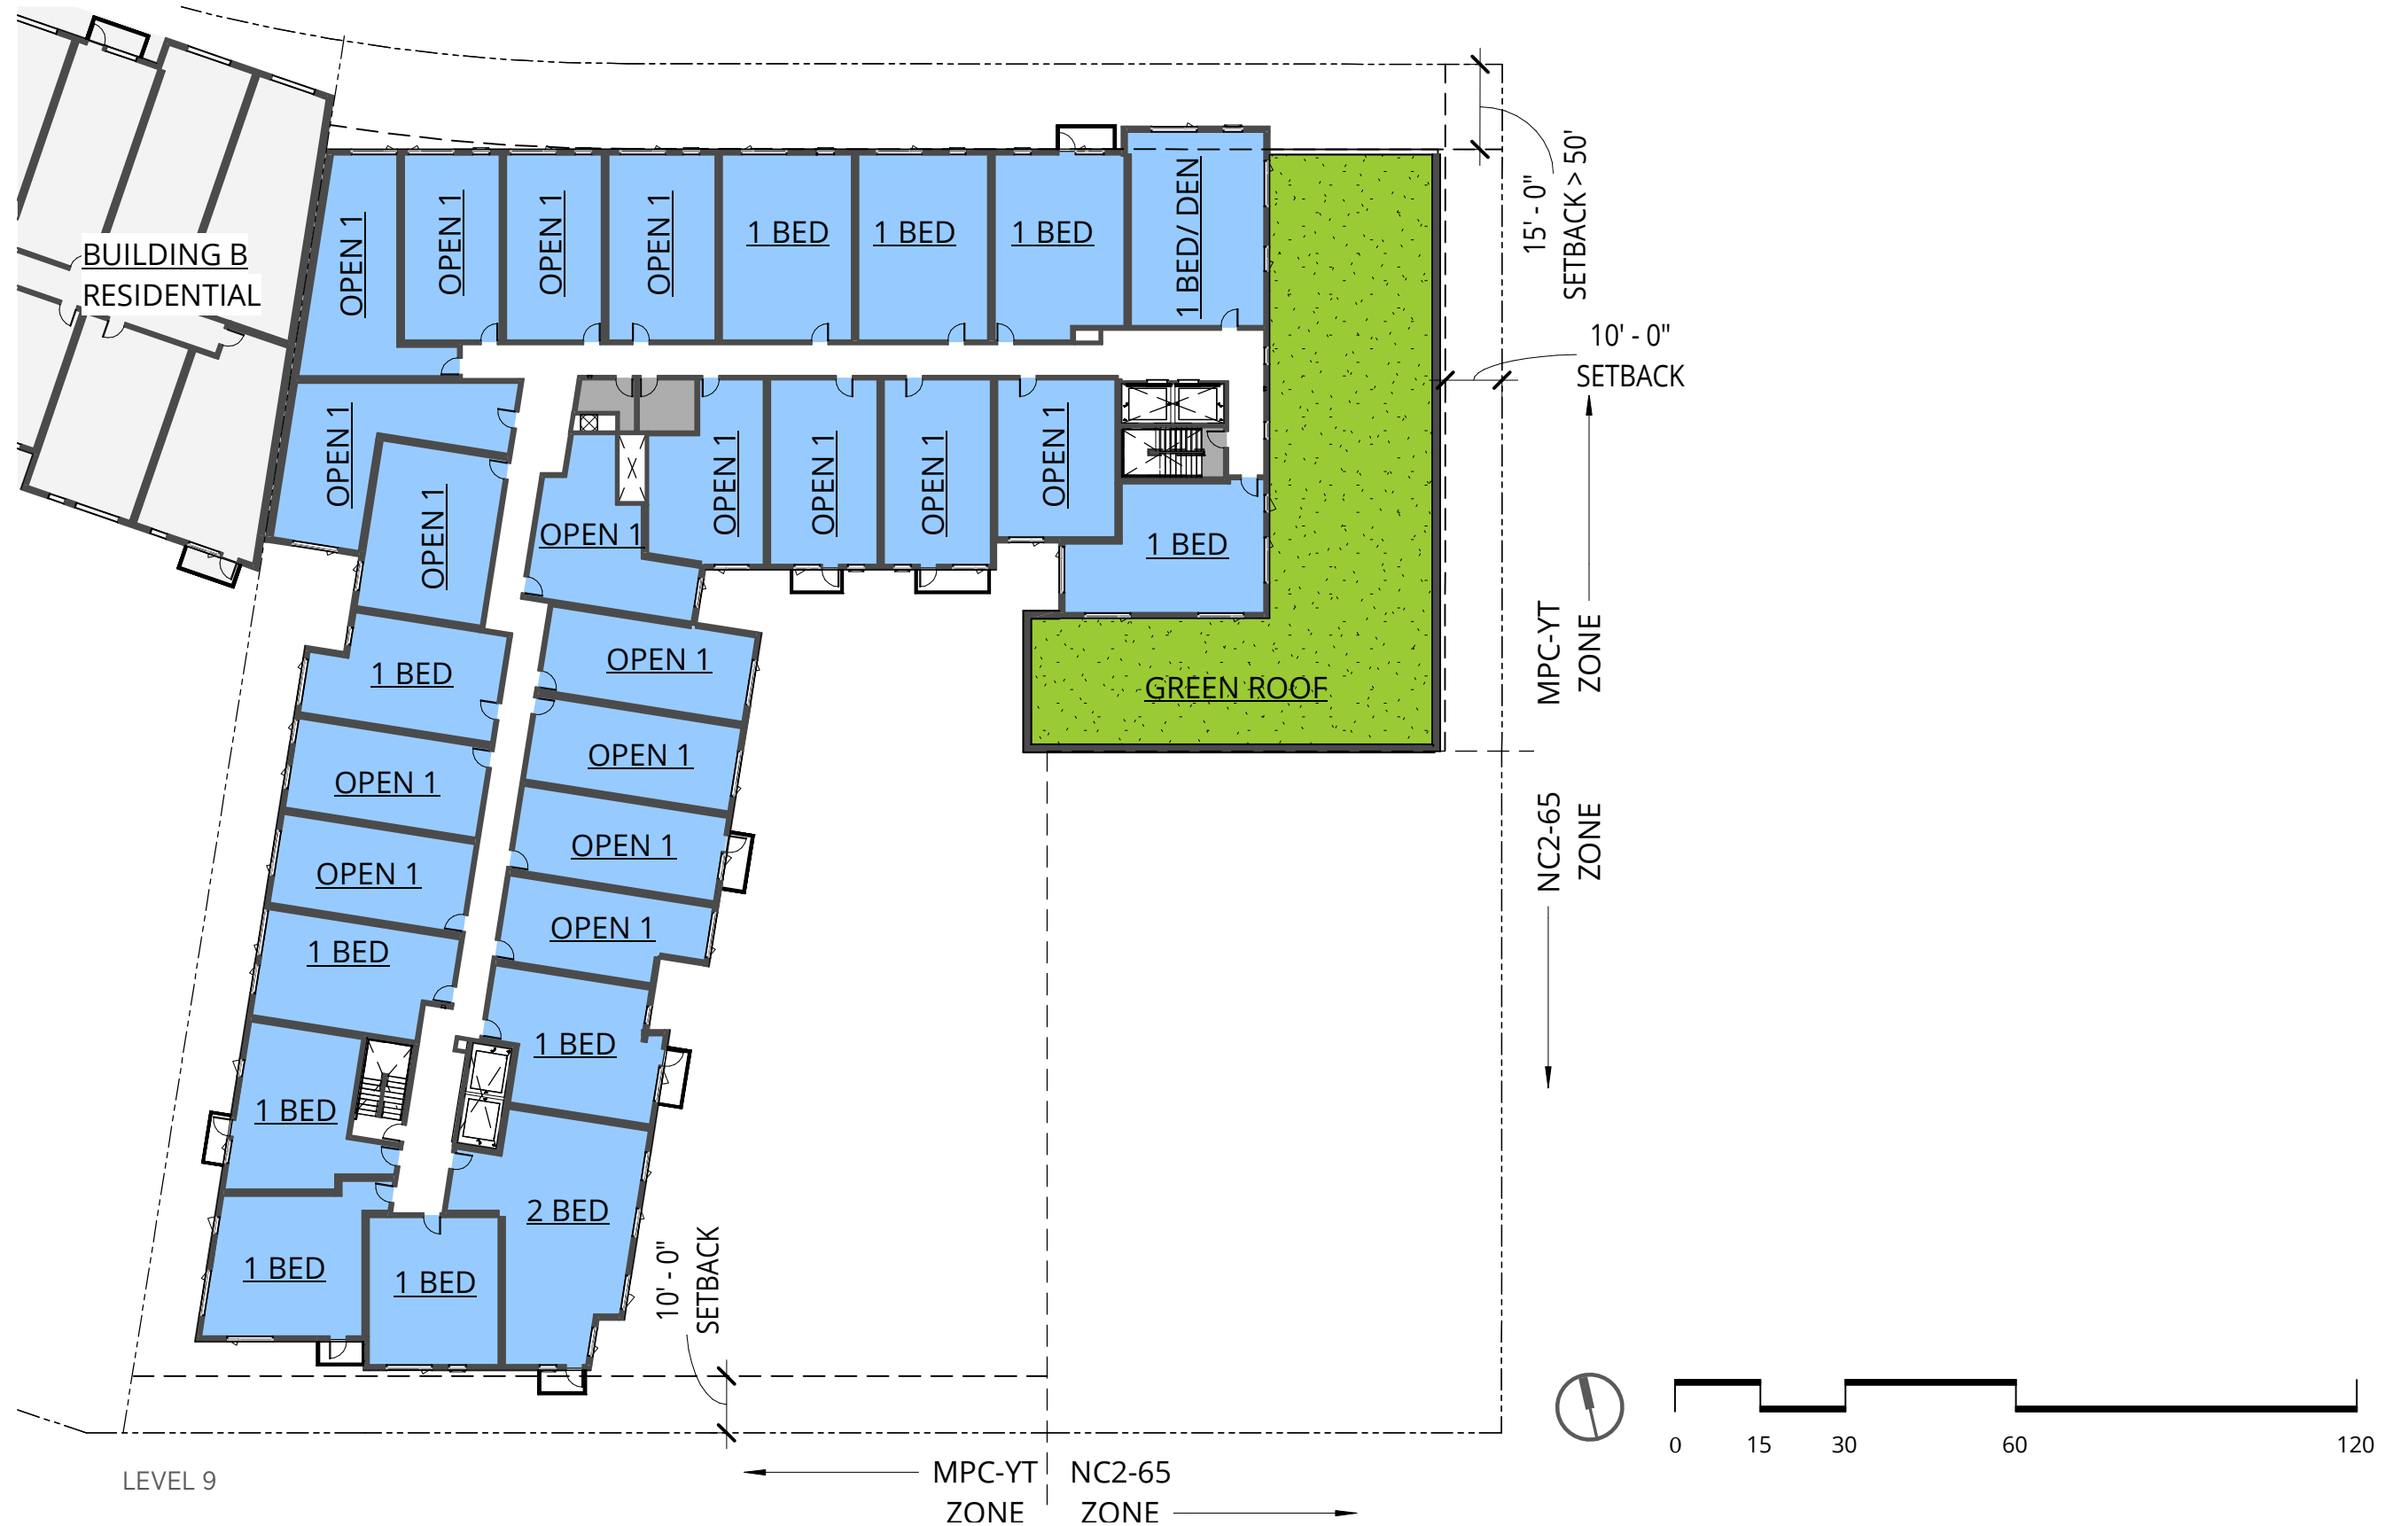 BUILDING B
RESIDENTIAL
OPEN 1
OPEN 1
OPEN 1
OPEN 1
1 BED
1 BED
1 BED
1 BED/ DEN
15' - 0"
SETBACK > 50'
10' - 0"
SETBACK
OPEN 1
OPEN 1
OPEN 1
OPEN 1
OPEN 1
OPEN 1
OPEN 1
1 BED
1 BED
OPEN 1
GREEN ROOF
MPC-YT
ZONE
OPEN 1
OPEN 1
OPEN 1
OPEN 1
NC2-65
ZONE
1 BED
OPEN 1
1 BED
1 BED
2 BED
1 BED
1 BED
10' - 0"
SETBACK
0 15 30 60 120
LEVEL 9
MPC-YT
ZONE
NC2-65
ZONE